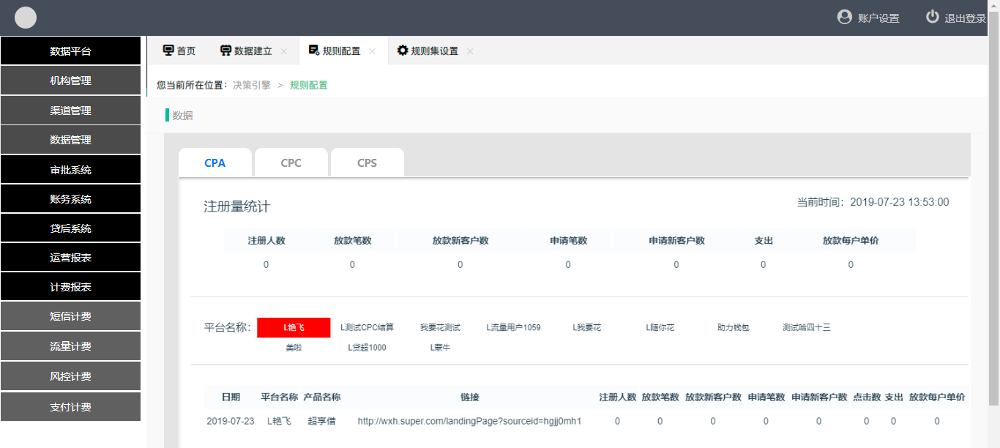 账户设置 退出登录
数据平台
机构管理
渠道管理
数据管理
审批系统
账务系统
贷后系统
运营报表
计费报表
短信计费
流量计费
风控计费
支付计费
首页 数据建立 × 规则配置 × 规则集设置 ×
您当前所在位置: 决策引擎 > 规则配置
数据
CPA CPC CPS
注册量统计
当前时间: 2019-07-23 13:53:00
注册人数 放款笔数 放款新客户数 申请笔数 申请新客户数 支出 放款每户单价
0 0 0 0 0 0 0
平台名称: L艳飞 L测试CPC结算 我要花测试 L流量用户1059 L我要花 L随你花 助力钱包 测试哈四十三
美啦 L贷超1000 L蒙牛
日期 平台名称 产品名称 链接 注册人数 放款笔数 放款新客户数 申请笔数 申请新客户数 点击数 支出 放款每户单价
2019-07-23 L艳飞 超享借 http://wxh.super.com/landingPage?sourceid=hgjj0mh1 0 0 0 0 0 0 0 0